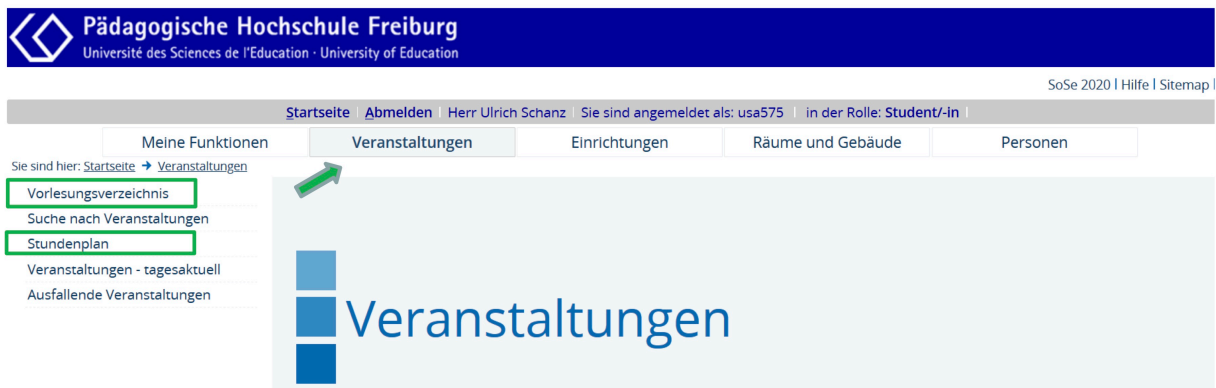 Pädagogische Hochschule Freiburg
Université des Sciences de l'Education · University of Education
SoSe 2020 | Hilfe | Sitemap |
Startseite | Abmelden | Herr Ulrich Schanz | Sie sind angemeldet als: usa575 | in der Rolle: Student/-in |
Meine Funktionen Veranstaltungen Einrichtungen Räume und Gebäude Personen
Sie sind hier: Startseite → Veranstaltungen
Vorlesungsverzeichnis
Suche nach Veranstaltungen
Stundenplan
Veranstaltungen - tagesaktuell
Ausfallende Veranstaltungen
Veranstaltungen